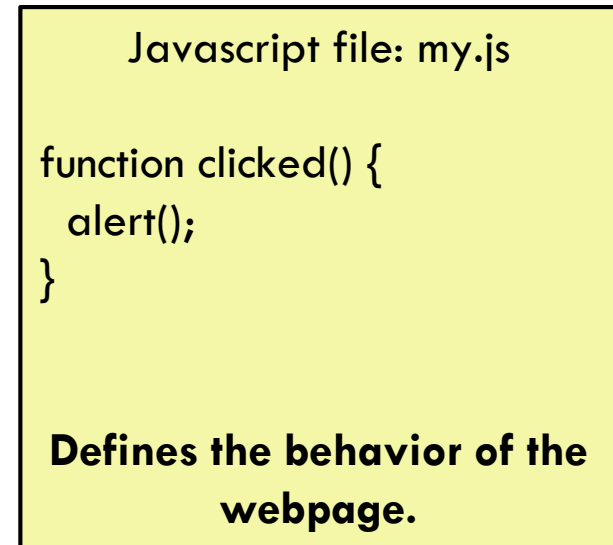 Javascript file: my.js
function clicked() {
alert();
}
Defines the behavior of the
webpage.